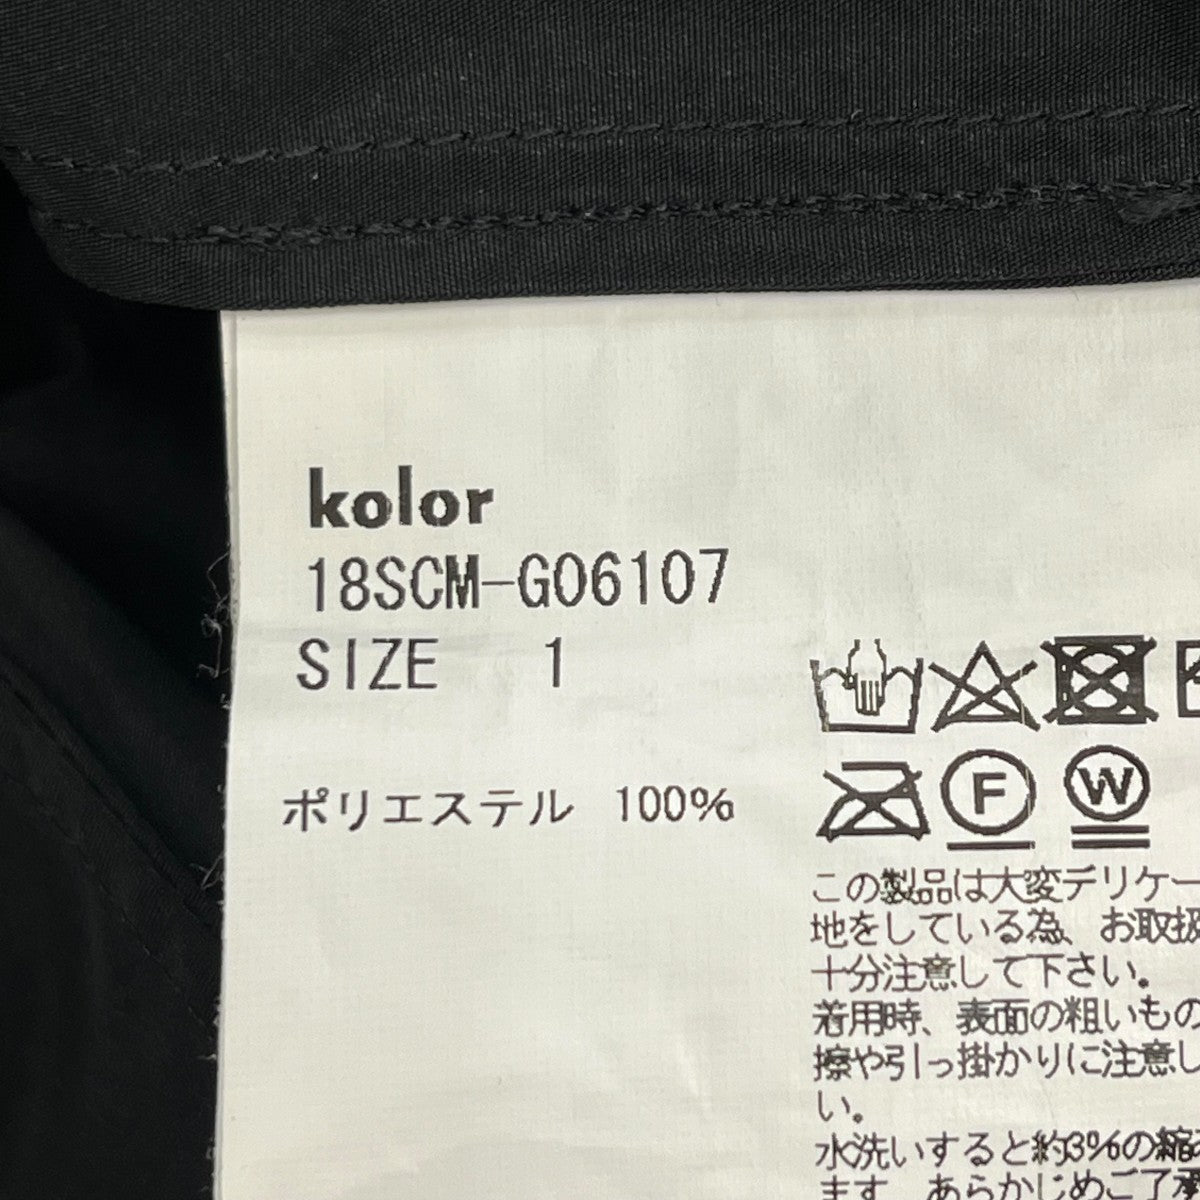 kolor
18SCM-G06107
SIZE 1
ポリエステル 100%
F
W
この製品は大変デリケー
地をしている為、お取扱
十分注意して下さい。
着用時、表面の粗いもの
擦や引っ掛かりに注意し
い。
水洗いすると約3%の縮
ます。あらかじめご了承